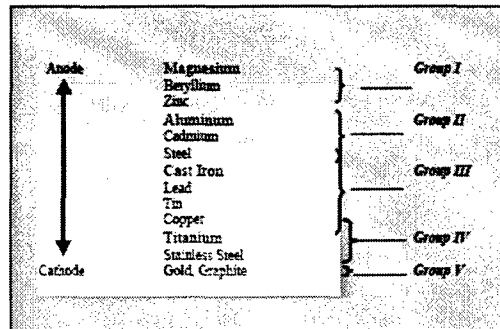 Anode Magnesium Group I
Beryllium
Zinc
Aluminum Group II
Cadmium
Steel
Cast Iron Group III
Lead
Tin
Copper
Titanium Group IV
Stainless Steel
Cathode Gold, Graphite Group V